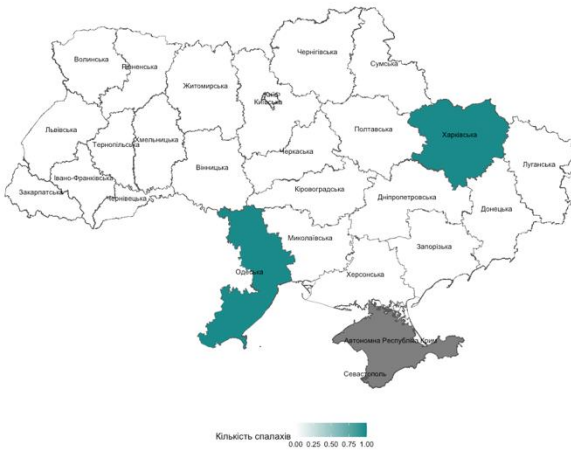 Чернігівська
Волинська
Рівненська
Сумська
Житомирська
Київ
Київська
Харківська
Львівська
Полтавська
Хмельницька
Тернопільська
Черкаська
Луганська
Вінницька
Івано-Франківська
Закарпатська
Кіровоградська
Дніпропетровська
Чернівецька
Донецька
Миколаївська
Запорізька
Одеська
Херсонська
Автономна Республіка Крим
Севастополь
Кількість спалахів
0.00 0.25 0.50 0.75 1.00